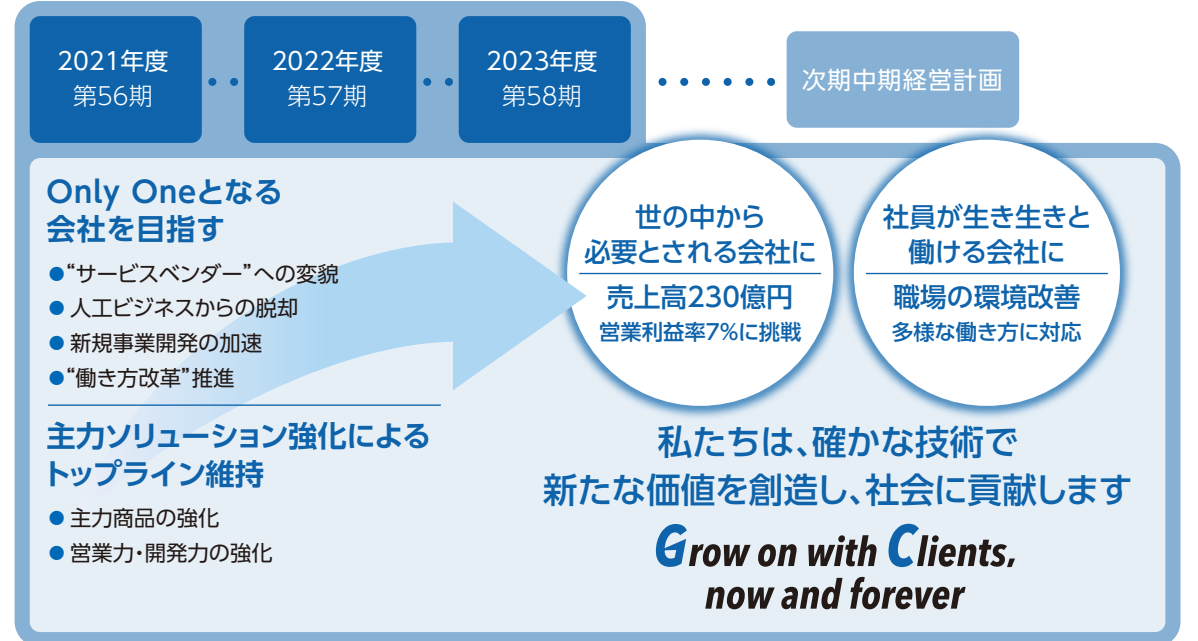 2021年度
第56期
2022年度
第57期
2023年度
第58期
次期中期経営計画
Only Oneとなる
会社を目指す
●“サービスベンダー”への変貌
● 人工ビジネスからの脱却
● 新規事業開発の加速
●“働き方改革”推進
主力ソリューション強化による
トップライン維持
● 主力商品の強化
● 営業力・開発力の強化
世の中から
必要とされる会社に
売上高230億円
営業利益率7%に挑戦
社員が生き生きと
働ける会社に
職場の環境改善
多様な働き方に対応
私たちは、確かな技術で
新たな価値を創造し、社会に貢献します
Grow on with Clients,
now and forever